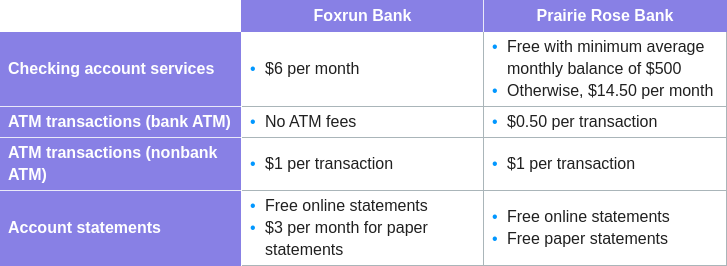 Foxrun Bank
Prairie Rose Bank
Checking account services
• $6 per month
• Free with minimum average
monthly balance of $500
• Otherwise, $14.50 per month
ATM transactions (bank ATM)
• No ATM fees
• $0.50 per transaction
ATM transactions (nonbank
ATM)
• $1 per transaction
• $1 per transaction
Account statements
• Free online statements
• $3 per month for paper
statements
• Free online statements
• Free paper statements